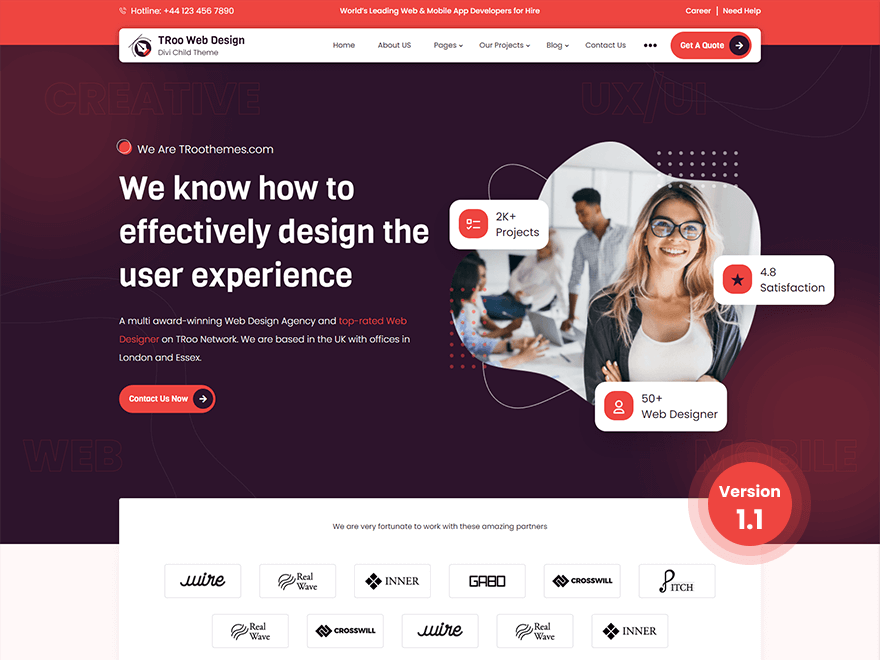 Hotline: +44 123 456 7890
World's Leading Web & Mobile App Developers for Hire
Career | Need Help
TRoo Web Design
Divi Child Theme
Home
About US
Pages
Our Projects
Blog
Contact Us
Get A Quote
CREATIVE
UX/UI
We Are TRoothemes.com
We know how to
effectively design the
user experience
2K+
Projects
4.8
Satisfaction
A multi award-winning Web Design Agency and top-rated Web
Designer on TRoo Network. We are based in the UK with offices in
London and Essex.
Contact Us Now
50+
Web Designer
WEB
MOBILE
Version
1.1
We are very fortunate to work with these amazing partners
wire
Real
Wave
INNER
GABO
CROSSWILL
PITCH
Real
Wave
CROSSWILL
wire
Real
Wave
INNER